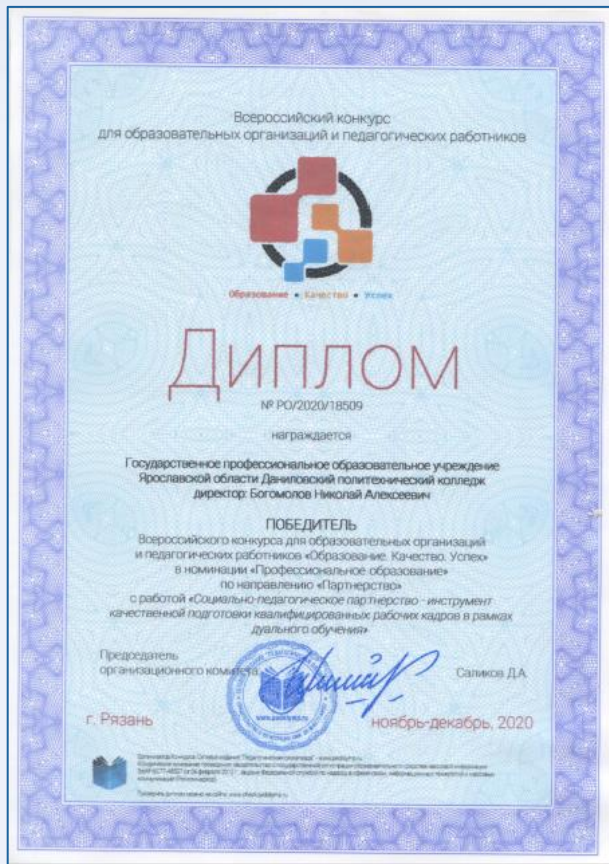 Всероссийский конкурс
для образовательных организаций и педагогических работников
Образование • Качество • Успех
Диплом
№ РО/2020/18509
награждается
Государственное профессиональное образовательное учреждение
Ярославской области Даниловский политехнический колледж
директор: Богомолов Николай Алексеевич
ПОБЕДИТЕЛЬ
Всероссийского конкурса для образовательных организаций
и педагогических работников «Образование. Качество. Успех»
в номинации «Профессиональное образование»
по направлению «Партнерство»
с работой «Социально-педагогическое партнерство - инструмент
качественной подготовки квалифицированных рабочих кадров в рамках
дуального обучения»
Председатель
организационного комитета
Саликов Д.А.
г. Рязань
ноябрь-декабрь, 2020